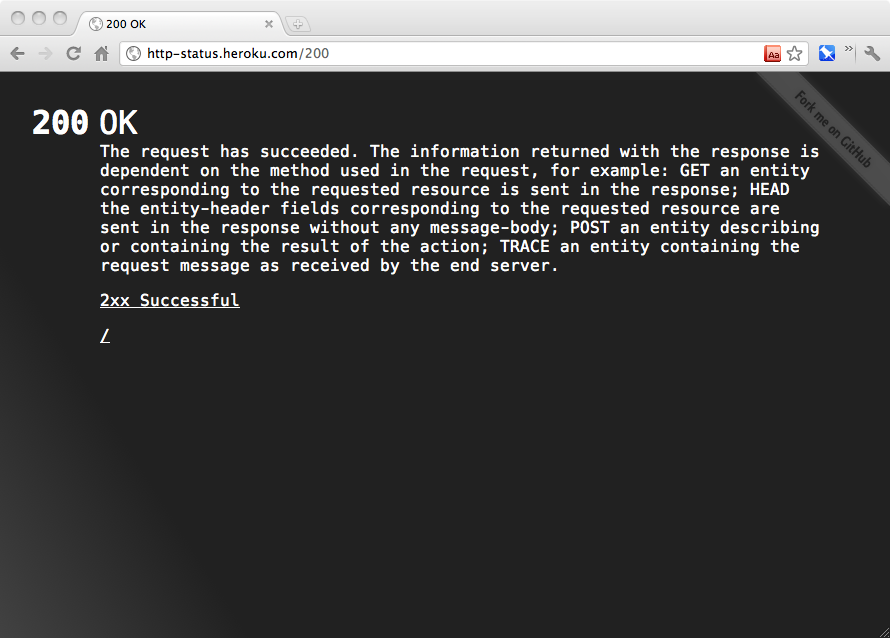 200 OK
http-status.heroku.com/200
Aa
Fork me on GitHub
200 OK
The request has succeeded. The information returned with the response is
dependent on the method used in the request, for example: GET an entity
corresponding to the requested resource is sent in the response; HEAD
the entity-header fields corresponding to the requested resource are
sent in the response without any message-body; POST an entity describing
or containing the result of the action; TRACE an entity containing the
request message as received by the end server.
2xx Successful
/